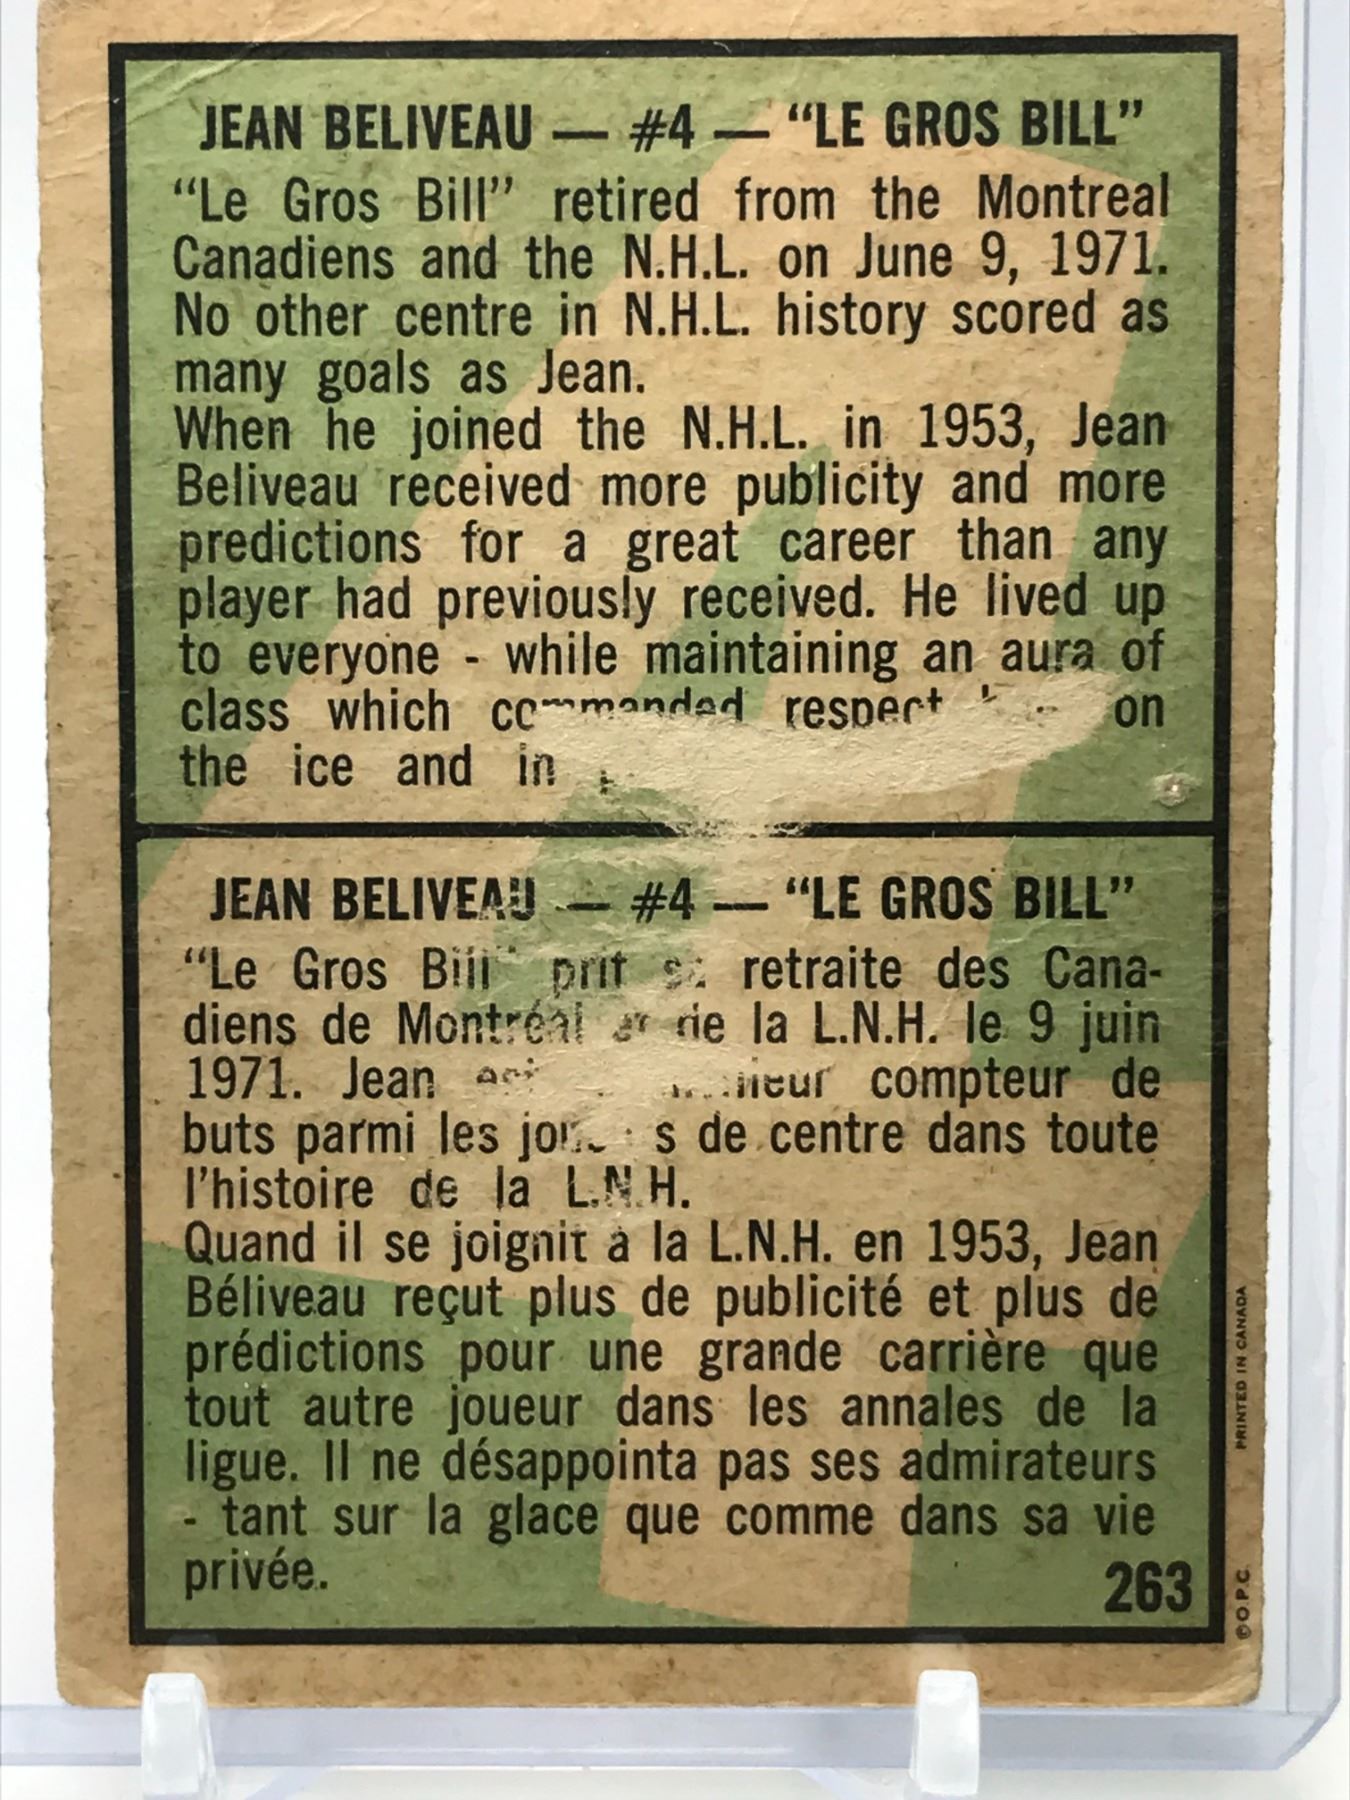 JEAN BELIVEAU — #4 — “LE GROS BILL”
“Le Gros Bill” retired from the Montreal
Canadiens and the N.H.L. on June 9, 1971.
No other centre in N.H.L. history scored as
many goals as Jean.
When he joined the N.H.L. in 1953, Jean
Beliveau received more publicity and more
predictions for a great career than any
player had previously received. He lived up
to everyone - while maintaining an aura of
class which commanded respect on
the ice and in
JEAN BELIVEAU — #4 — “LE GROS BILL”
“Le Gros Bill” prit sa retraite des Cana-
diens de Montréal et de la L.N.H. le 9 juin
1971. Jean compteur de
buts parmi les de centre dans toute
l'histoire de la L.N.H.
Quand il se joignit à la L.N.H. en 1953, Jean
Béliveau reçut plus de publicité et plus de
prédictions pour une grande carrière que
tout autre joueur dans les annales de la
ligue. Il ne désappointa pas ses admirateurs
- tant sur la glace que comme dans sa vie
privée.
263
©O.P.C. PRINTED IN CANADA